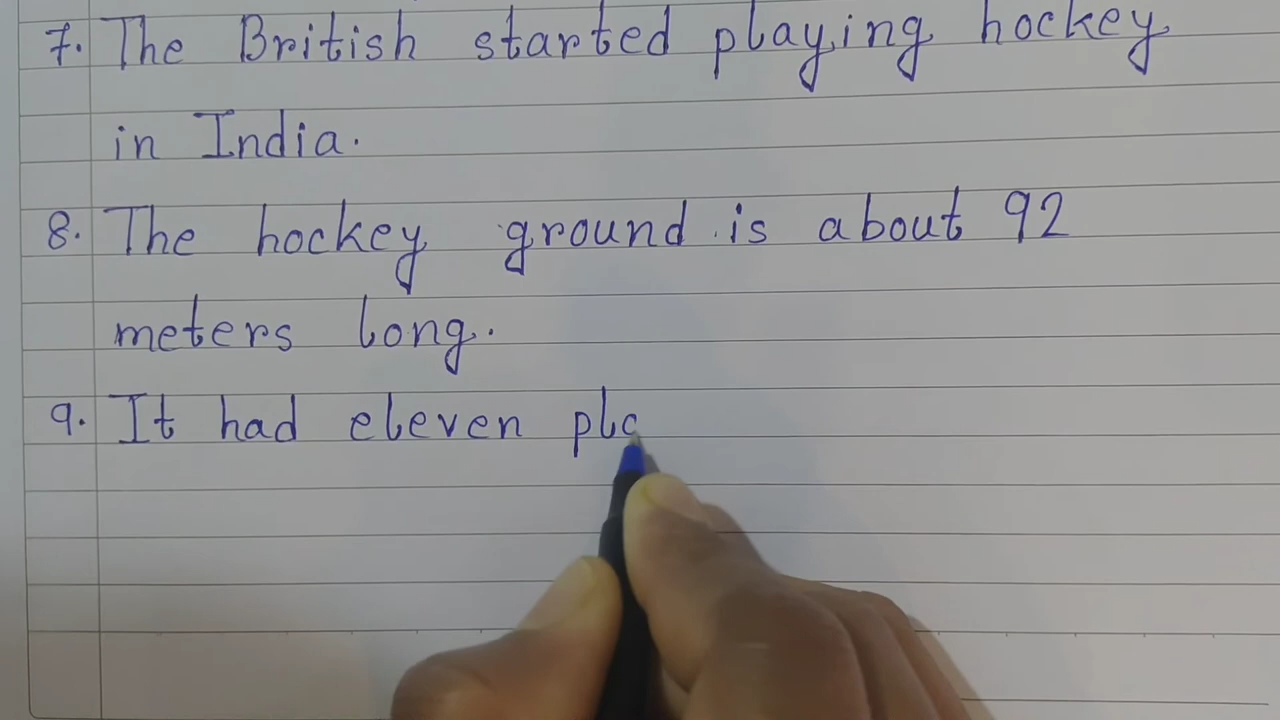 7. The British started playing hockey
in India.
8. The hockey ground is about 92
meters long.
9. It had eleven pla